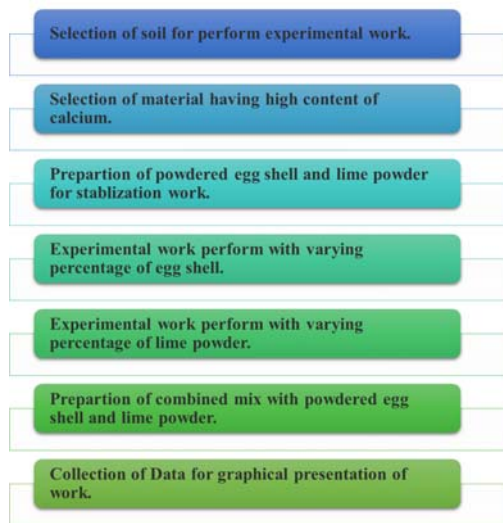 Selection of soil for perform experimental work.
Selection of material having high content of
calcium.
Prepartion of powdered egg shell and lime powder
for stablization work.
Experimental work perform with varying
percentage of egg shell.
Experimental work perform with varying
percentage of lime powder.
Prepartion of combined mix with powdered egg
shell and lime powder.
Collection of Data for graphical presentation of
work.